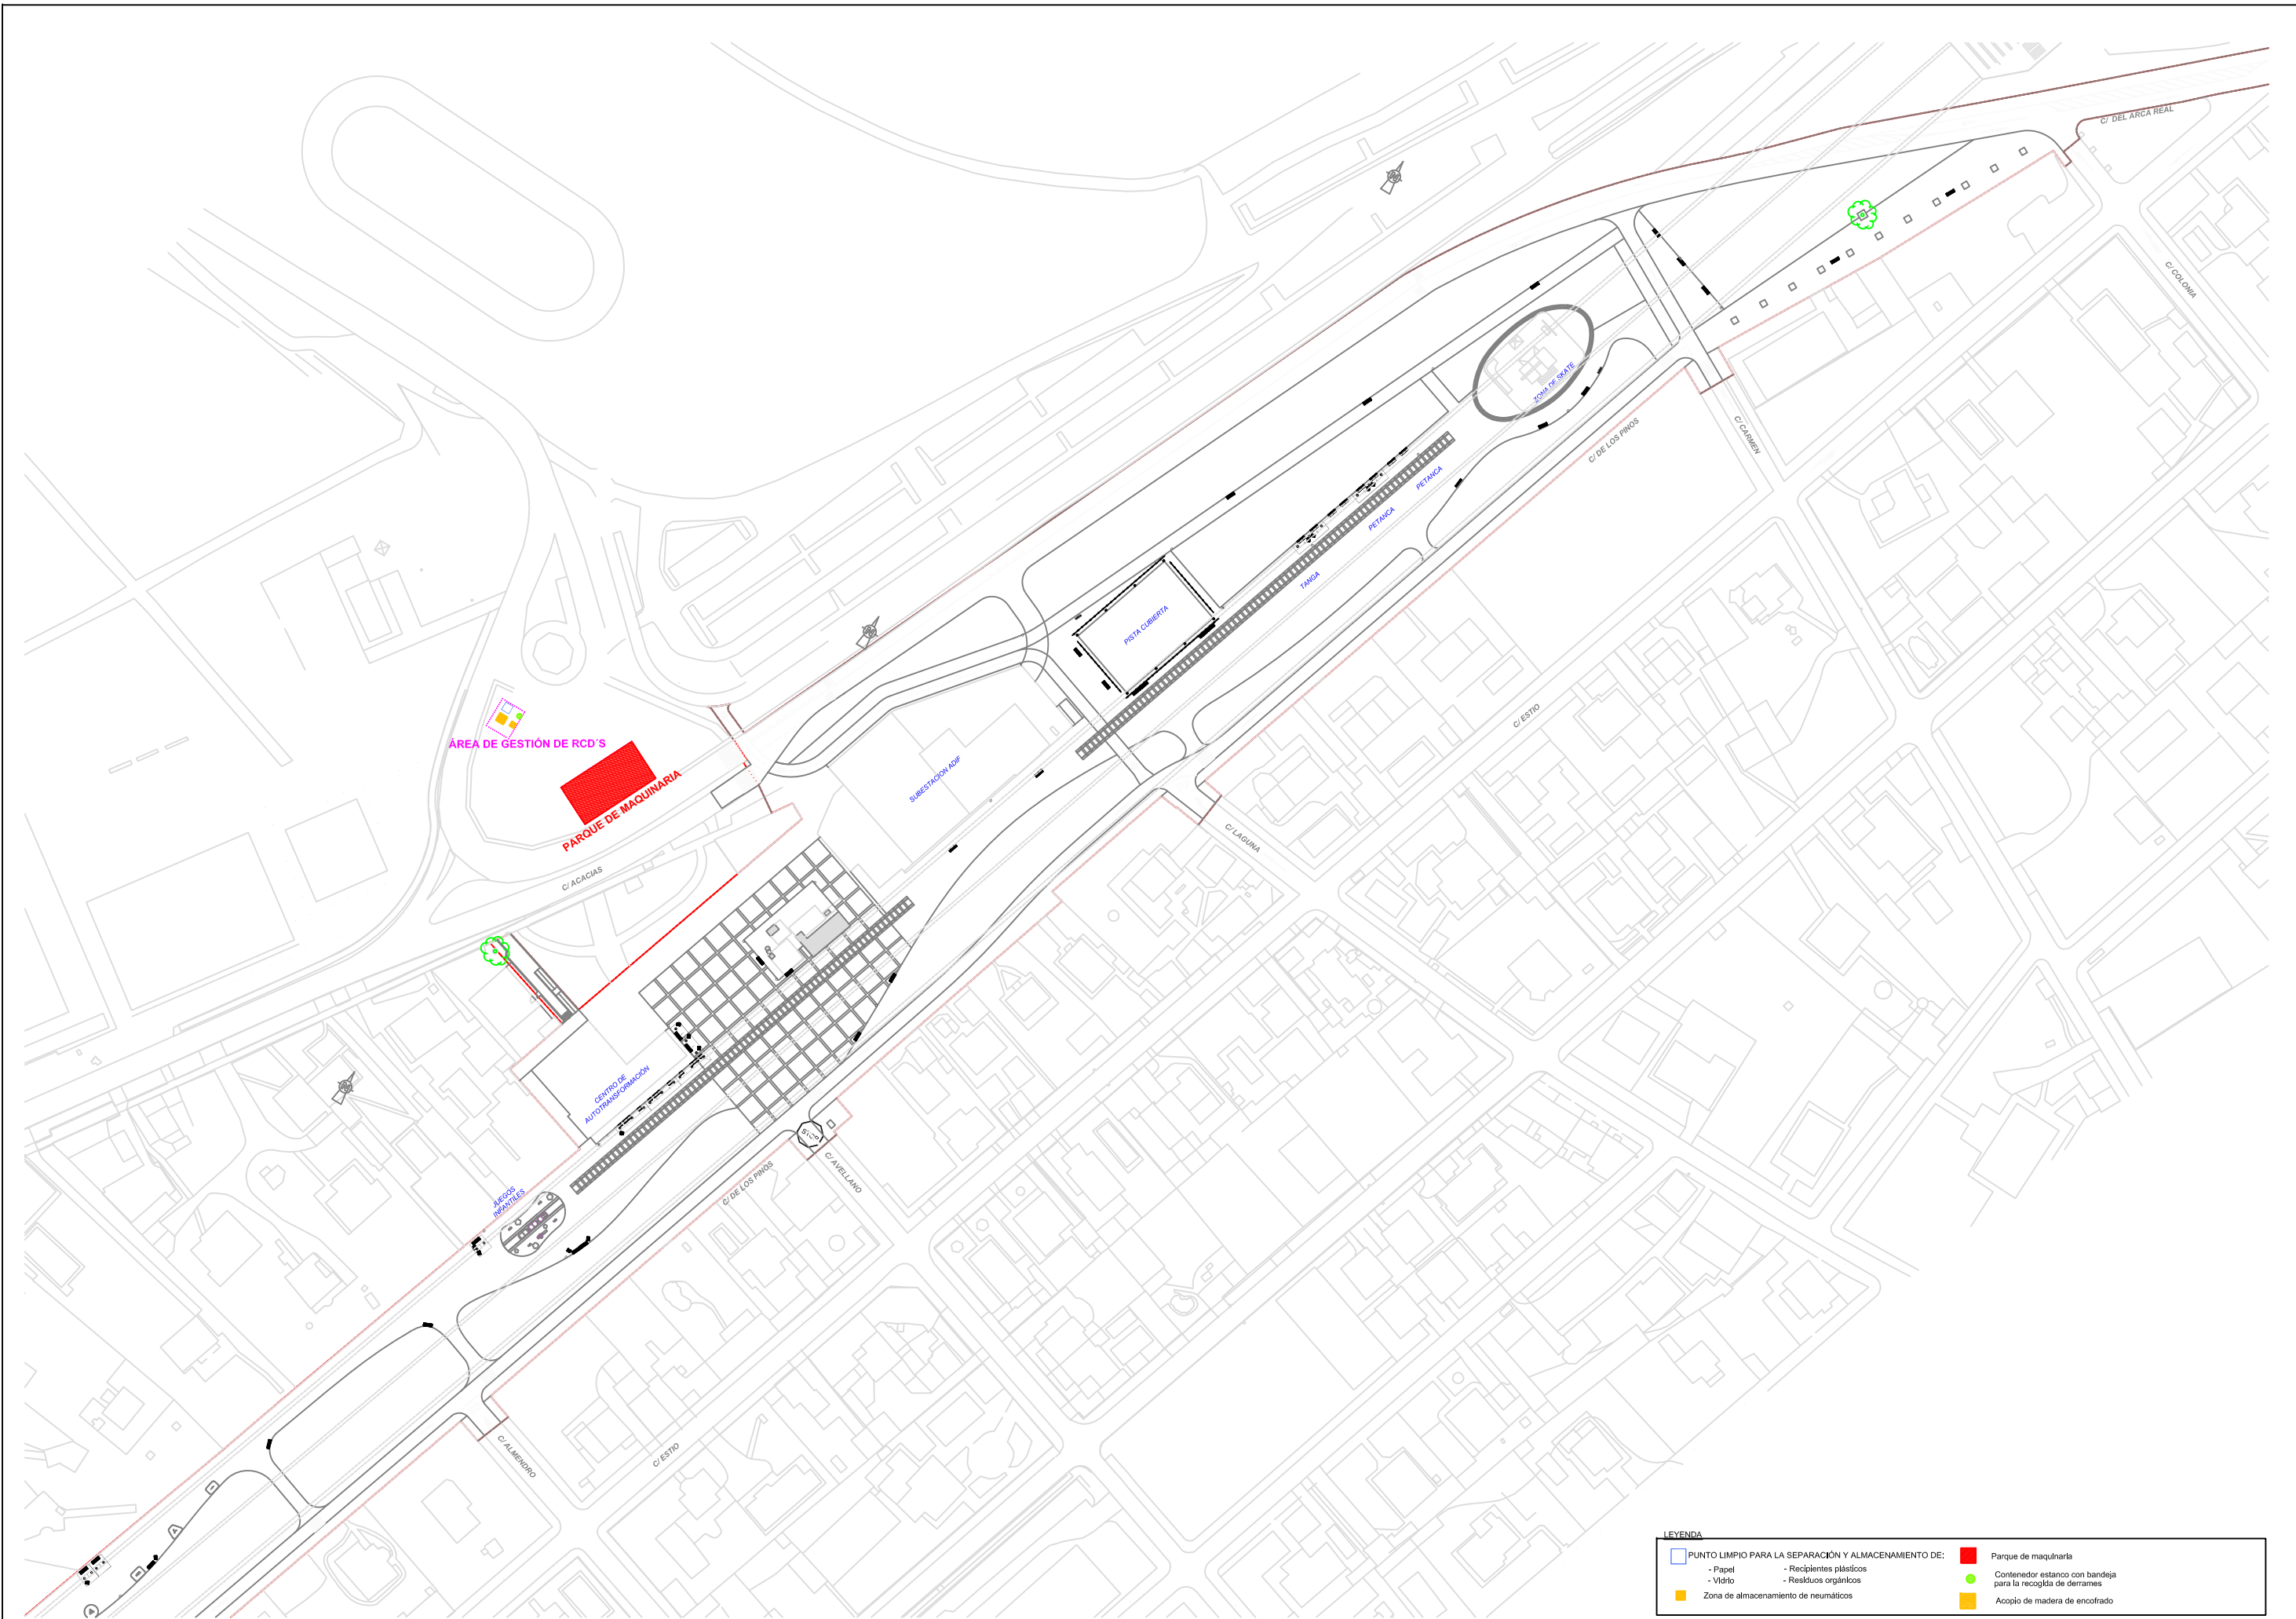 C/ DEL ARCA REAL
C/ COLONIA
ZONA DE SKATE
C/ DE LOS PINOS
C/ CARMEN
PETANCA
PETANCA
TANGA
PISTA CUBIERTA
C/ ESTIO
ÁREA DE GESTIÓN DE RCD´S
PARQUE DE MAQUINARIA
SUBESTACION ADIF
C/ LAGUNA
C/ ACACIAS
CENTRO DE
AUTOTRANSFORMACIÓN
C/ AVELLANO
C/ DE LOS PINOS
JUEGOS
INFANTILES
C/ ALMENDRO
C/ ESTIO
LEYENDA
PUNTO LIMPIO PARA LA SEPARACIÓN Y ALMACENAMIENTO DE:
- Papel - Recipientes plásticos
- Vidrio - Residuos orgánicos
Zona de almacenamiento de neumáticos
Parque de maquinaria
Contenedor estanco con bandeja
para la recogida de derrames
Acopio de madera de encofrado